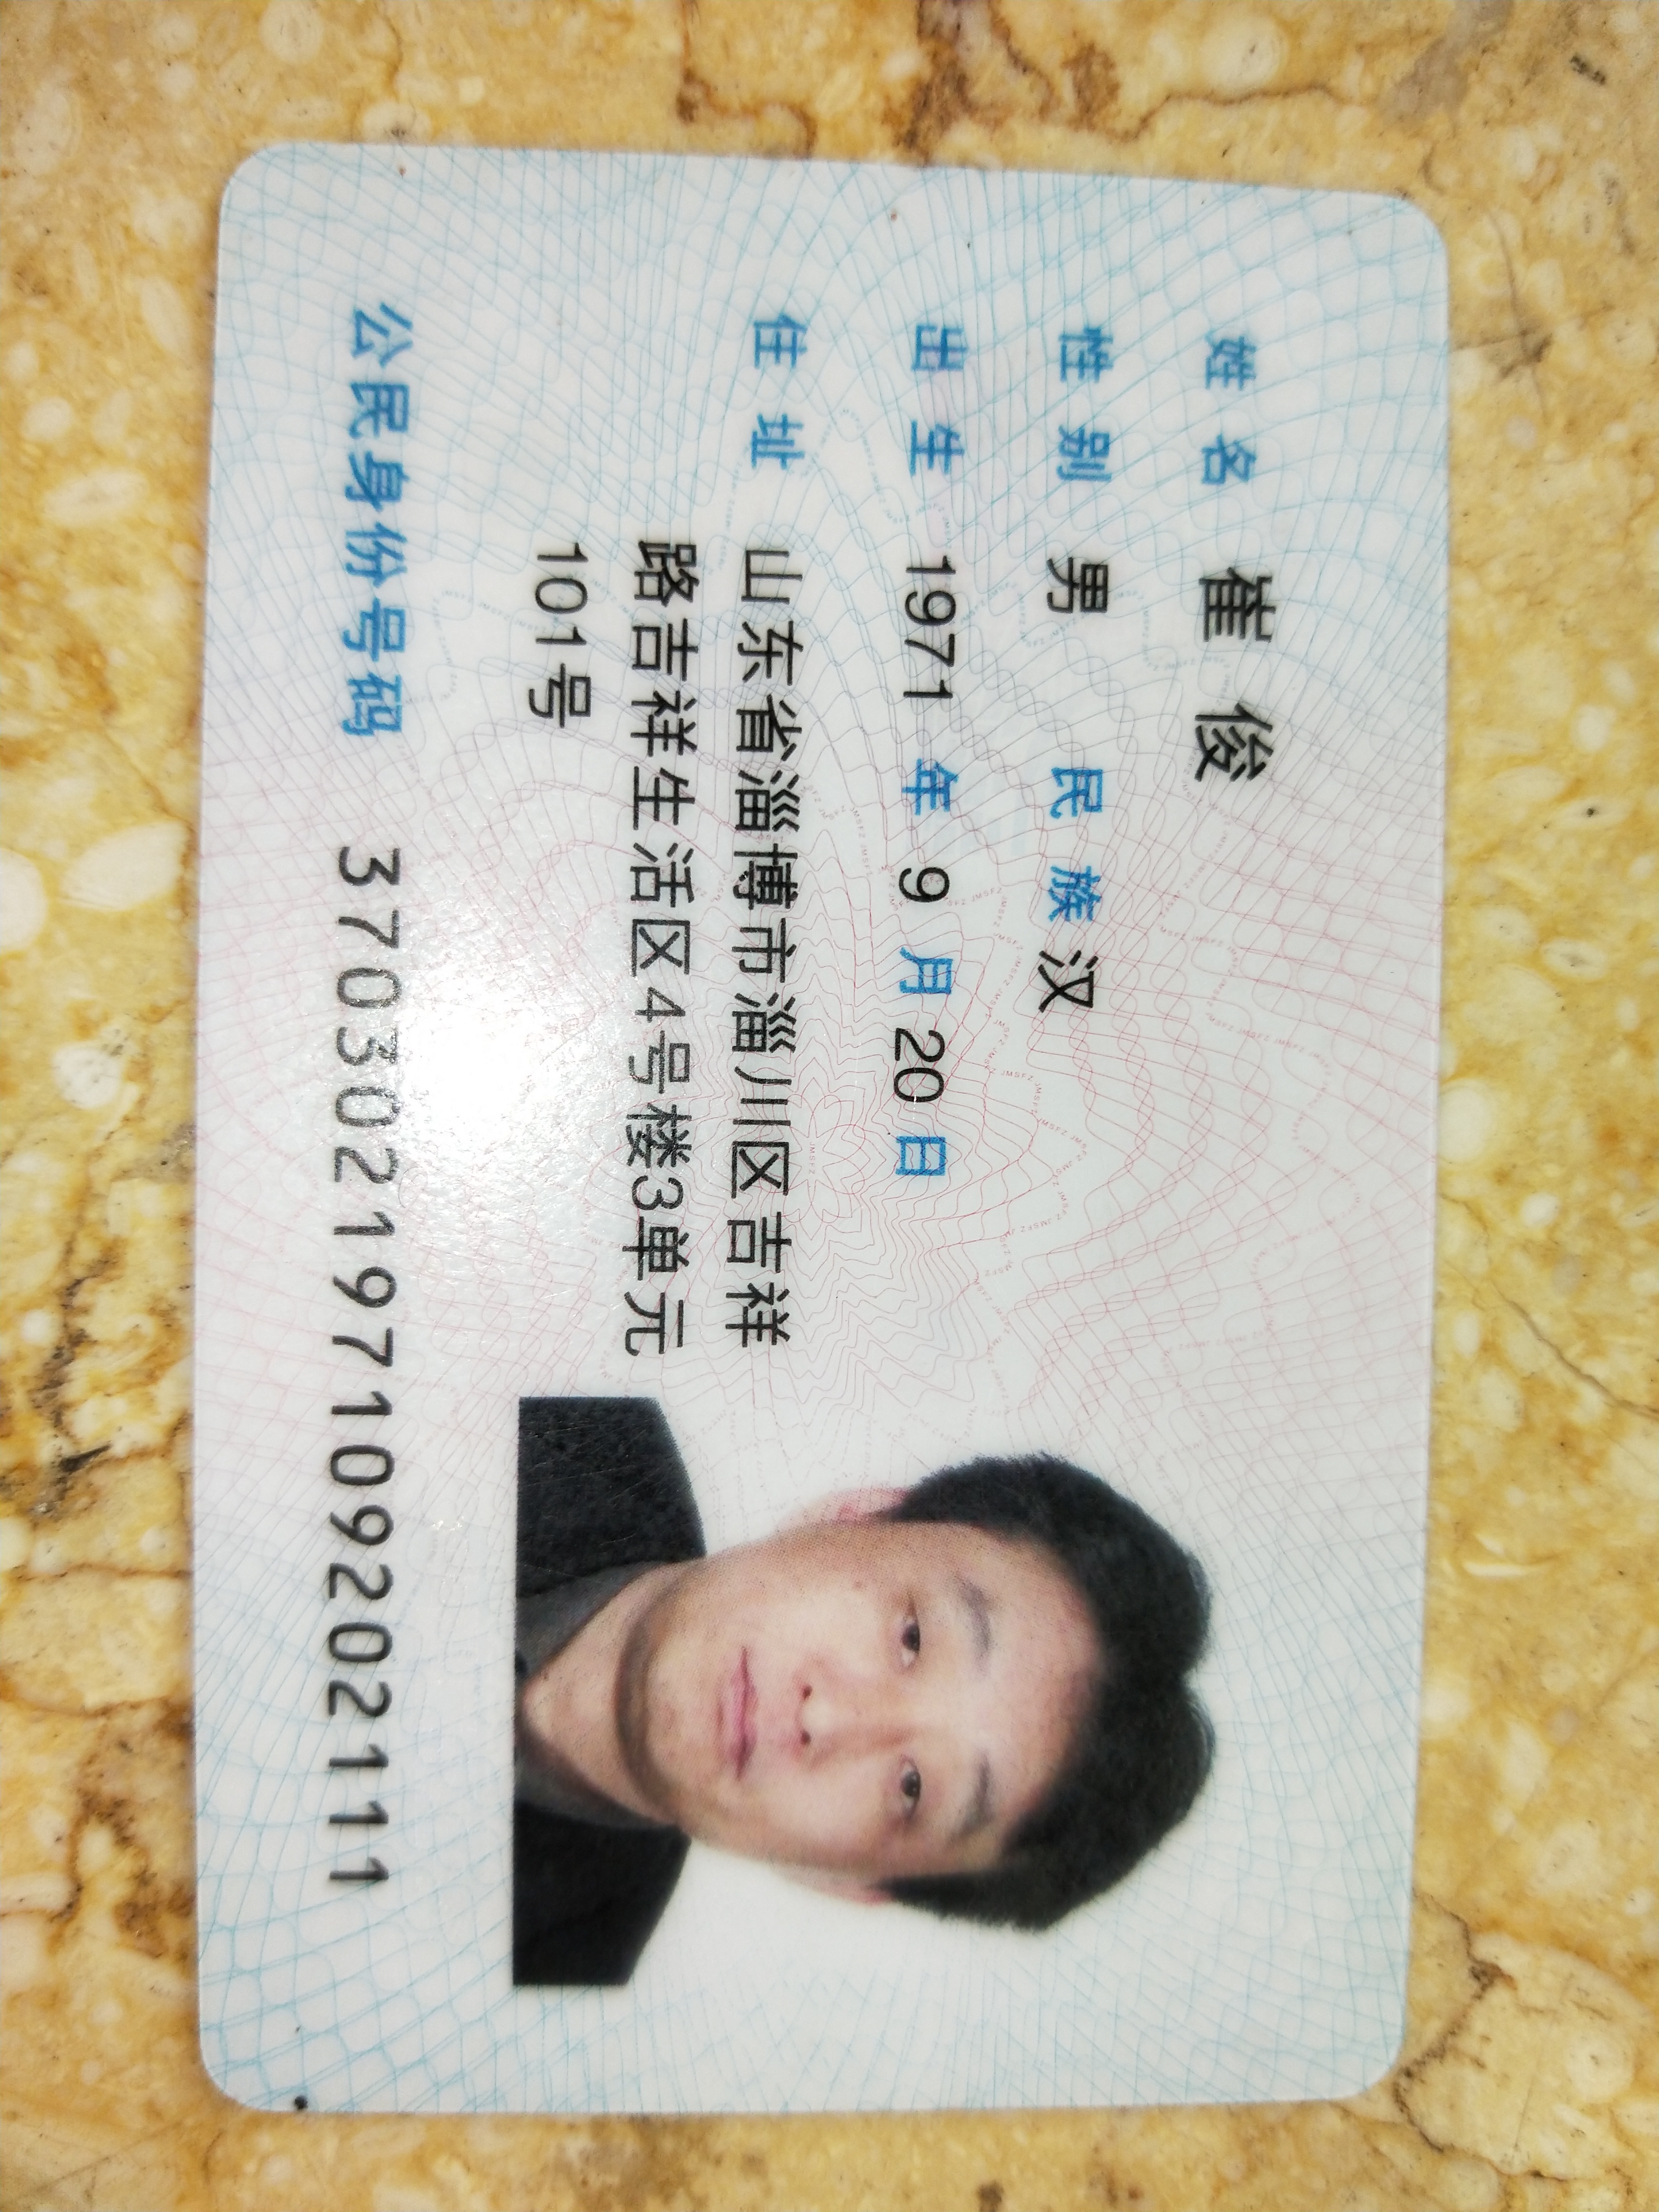 姓名 崔俊
性别 男 民族 汉
出生 1971 年 9 月 20 日
住址 山东省淄博市淄川区吉祥
路吉祥生活区4号楼3单元
101号
公民身份号码 370302197109202111